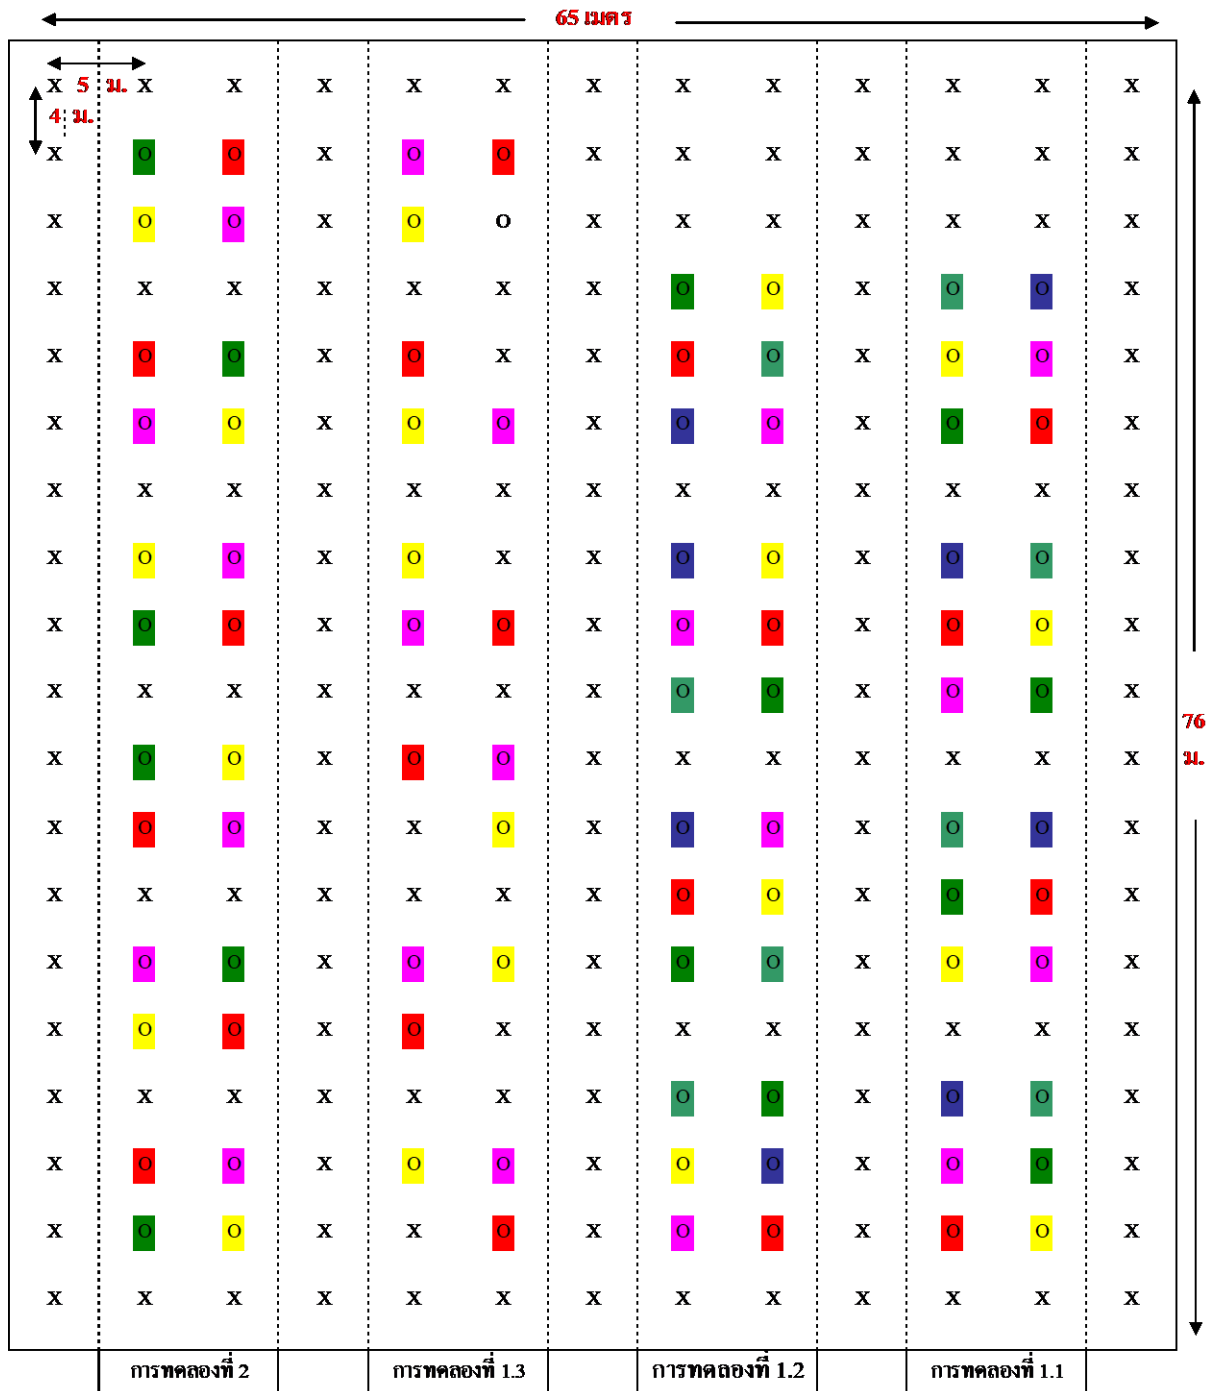 65 เมตร
X 5 ม. X X X X X X X X X X X X
4 ม.
X O O X O O X X X X X X X
X O O X O O X X X X X X X
X X X X X X X O O X O O X
X O O X O X X O O X O O X
X O O X O O X O O X O O X
X X X X X X X X X X X X X
X O O X O X X O O X O O X
X O O X O O X O O X O O X
X X X X X X X O O X O O X
76
X O O X O O X X X X X X X
ม.
X O O X X O X O O X O O X
X X X X X X X O O X O O X
X O O X O O X O O X O O X
X O O X O X X X X X X X X
X X X X X X X O O X O O X
X O O X O O X O O X O O X
X O O X X O X O O X O O X
X X X X X X X X X X X X X
การทดลองที่ 2 การทดลองที่ 1.3 การทดลองที่ 1.2 การทดลองที่ 1.1